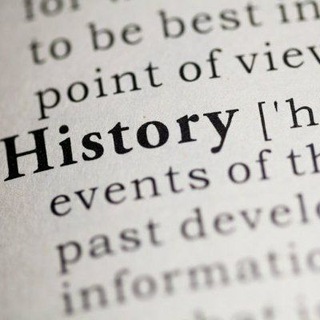 for
to be best in
point of view
History ['h
events of th
past devel
informatio